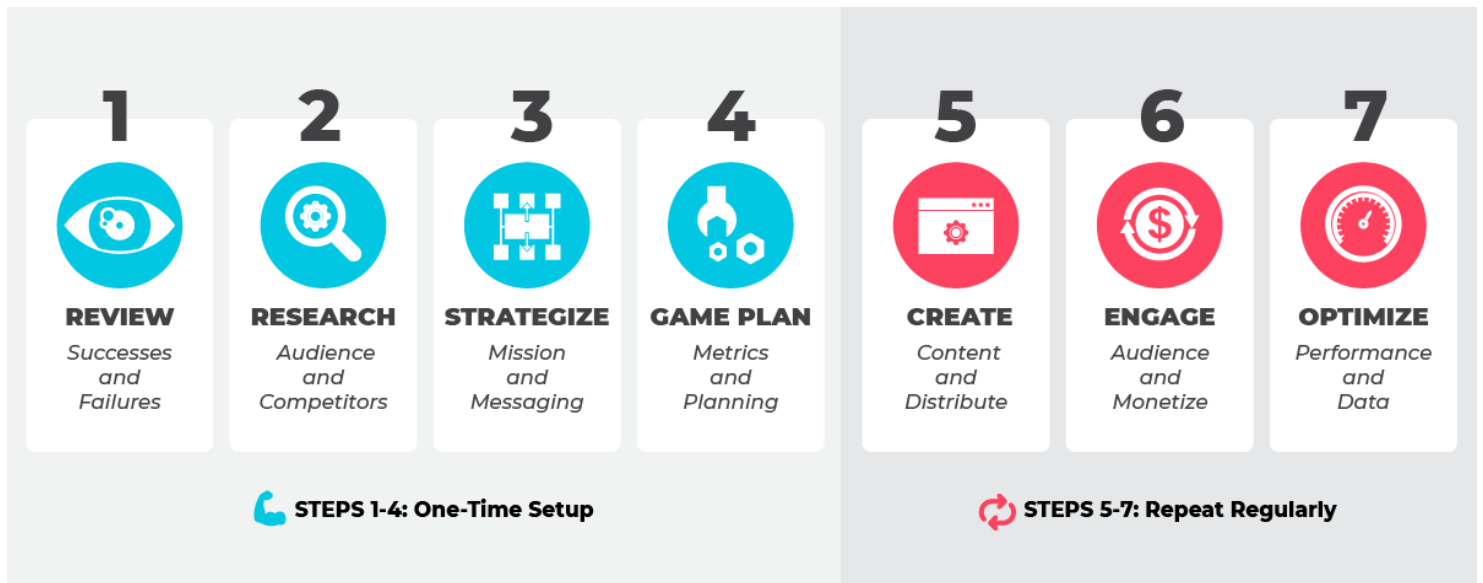 1
REVIEW
Successes
and
Failures
2
RESEARCH
Audience
and
Competitors
3
STRATEGIZE
Mission
and
Messaging
4
GAME PLAN
Metrics
and
Planning
STEPS 1-4: One-Time Setup
5
CREATE
Content
and
Distribute
6
$
ENGAGE
Audience
and
Monetize
7
OPTIMIZE
Performance
and
Data
STEPS 5-7: Repeat Regularly